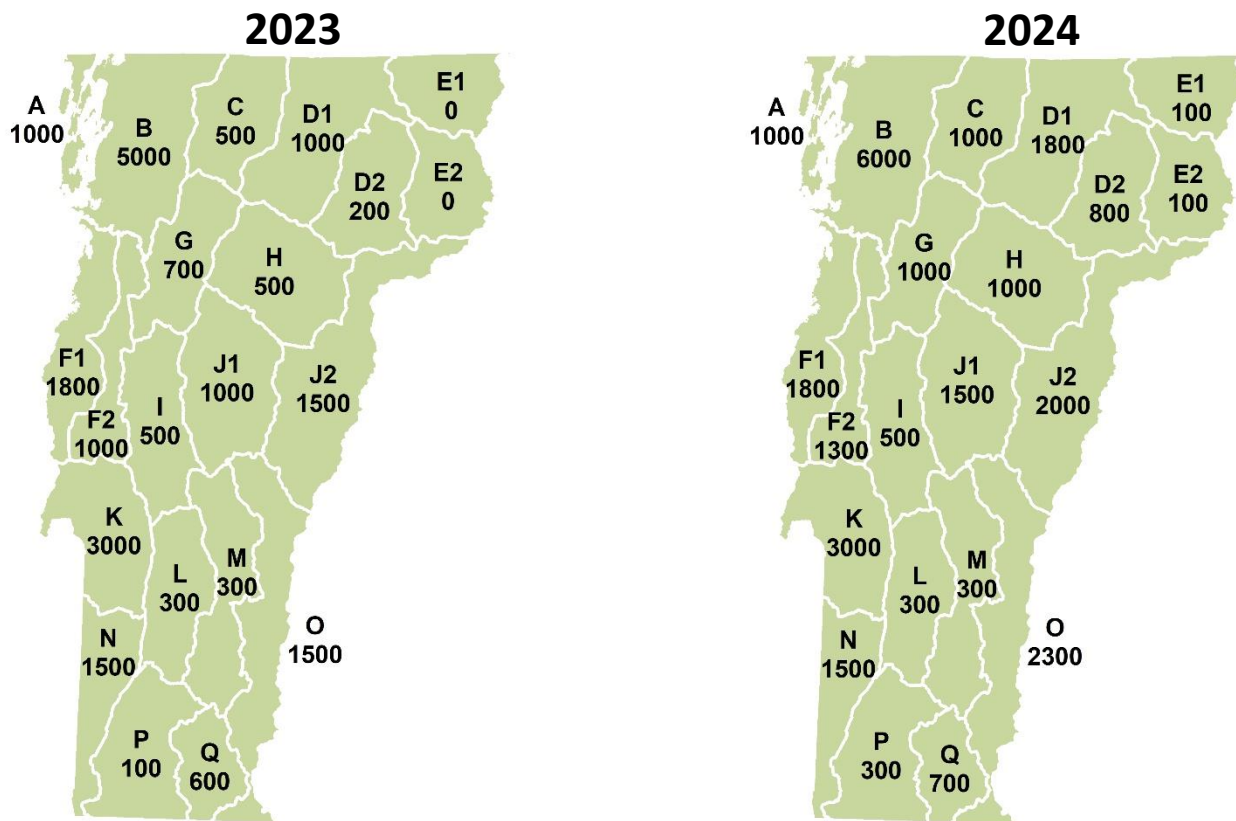 2023
A
1000
B
5000
C
500
D1
1000
E1
0
D2
200
E2
0
G
700
H
500
F1
1800
F2
1000
I
500
J1
1000
J2
1500
K
3000
L
300
M
300
N
1500
O
1500
P
100
Q
600
2024
A
1000
B
6000
C
1000
D1
1800
E1
100
D2
800
E2
100
G
1000
H
1000
F1
1800
F2
1300
I
500
J1
1500
J2
2000
K
3000
L
300
M
300
N
1500
O
2300
P
300
Q
700